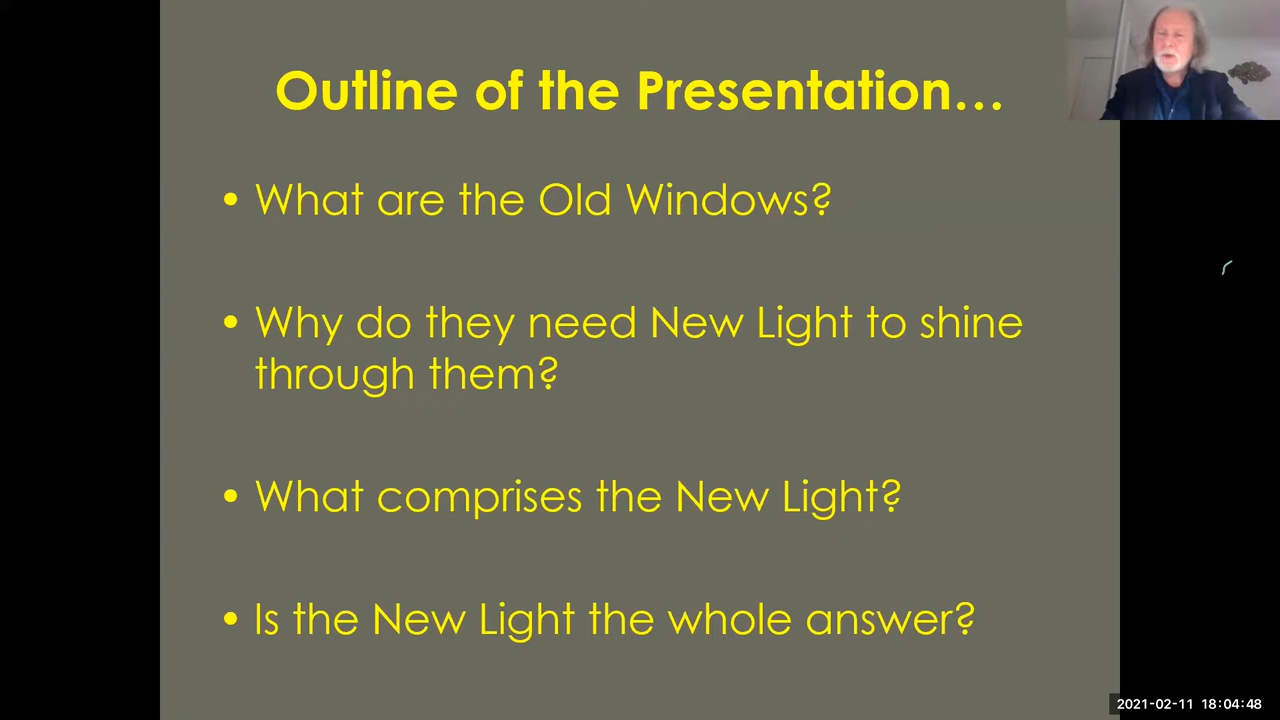 Outline of the Presentation…
• What are the Old Windows?
• Why do they need New Light to shine
through them?
• What comprises the New Light?
• Is the New Light the whole answer?
2021-02-11 18:04:48